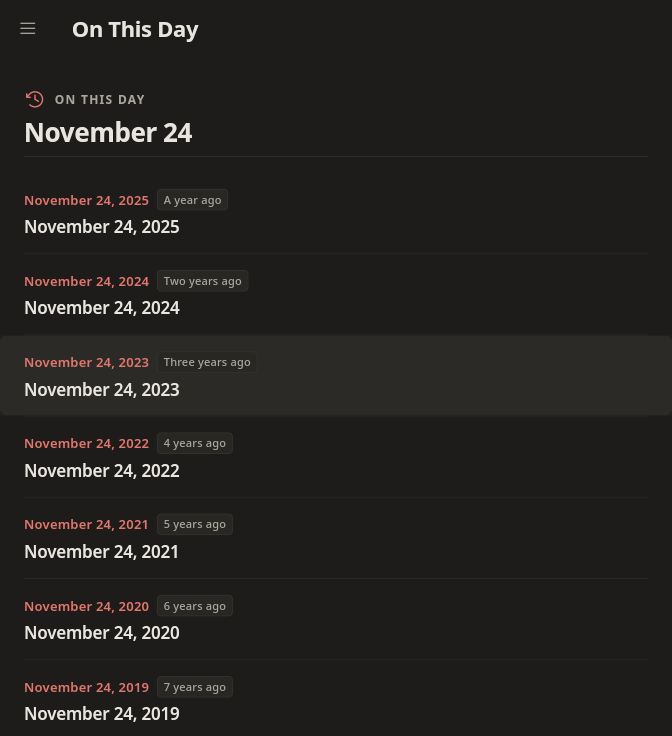 On This Day
ON THIS DAY
November 24
November 24, 2025 A year ago
November 24, 2025
November 24, 2024 Two years ago
November 24, 2024
November 24, 2023 Three years ago
November 24, 2023
November 24, 2022 4 years ago
November 24, 2022
November 24, 2021 5 years ago
November 24, 2021
November 24, 2020 6 years ago
November 24, 2020
November 24, 2019 7 years ago
November 24, 2019